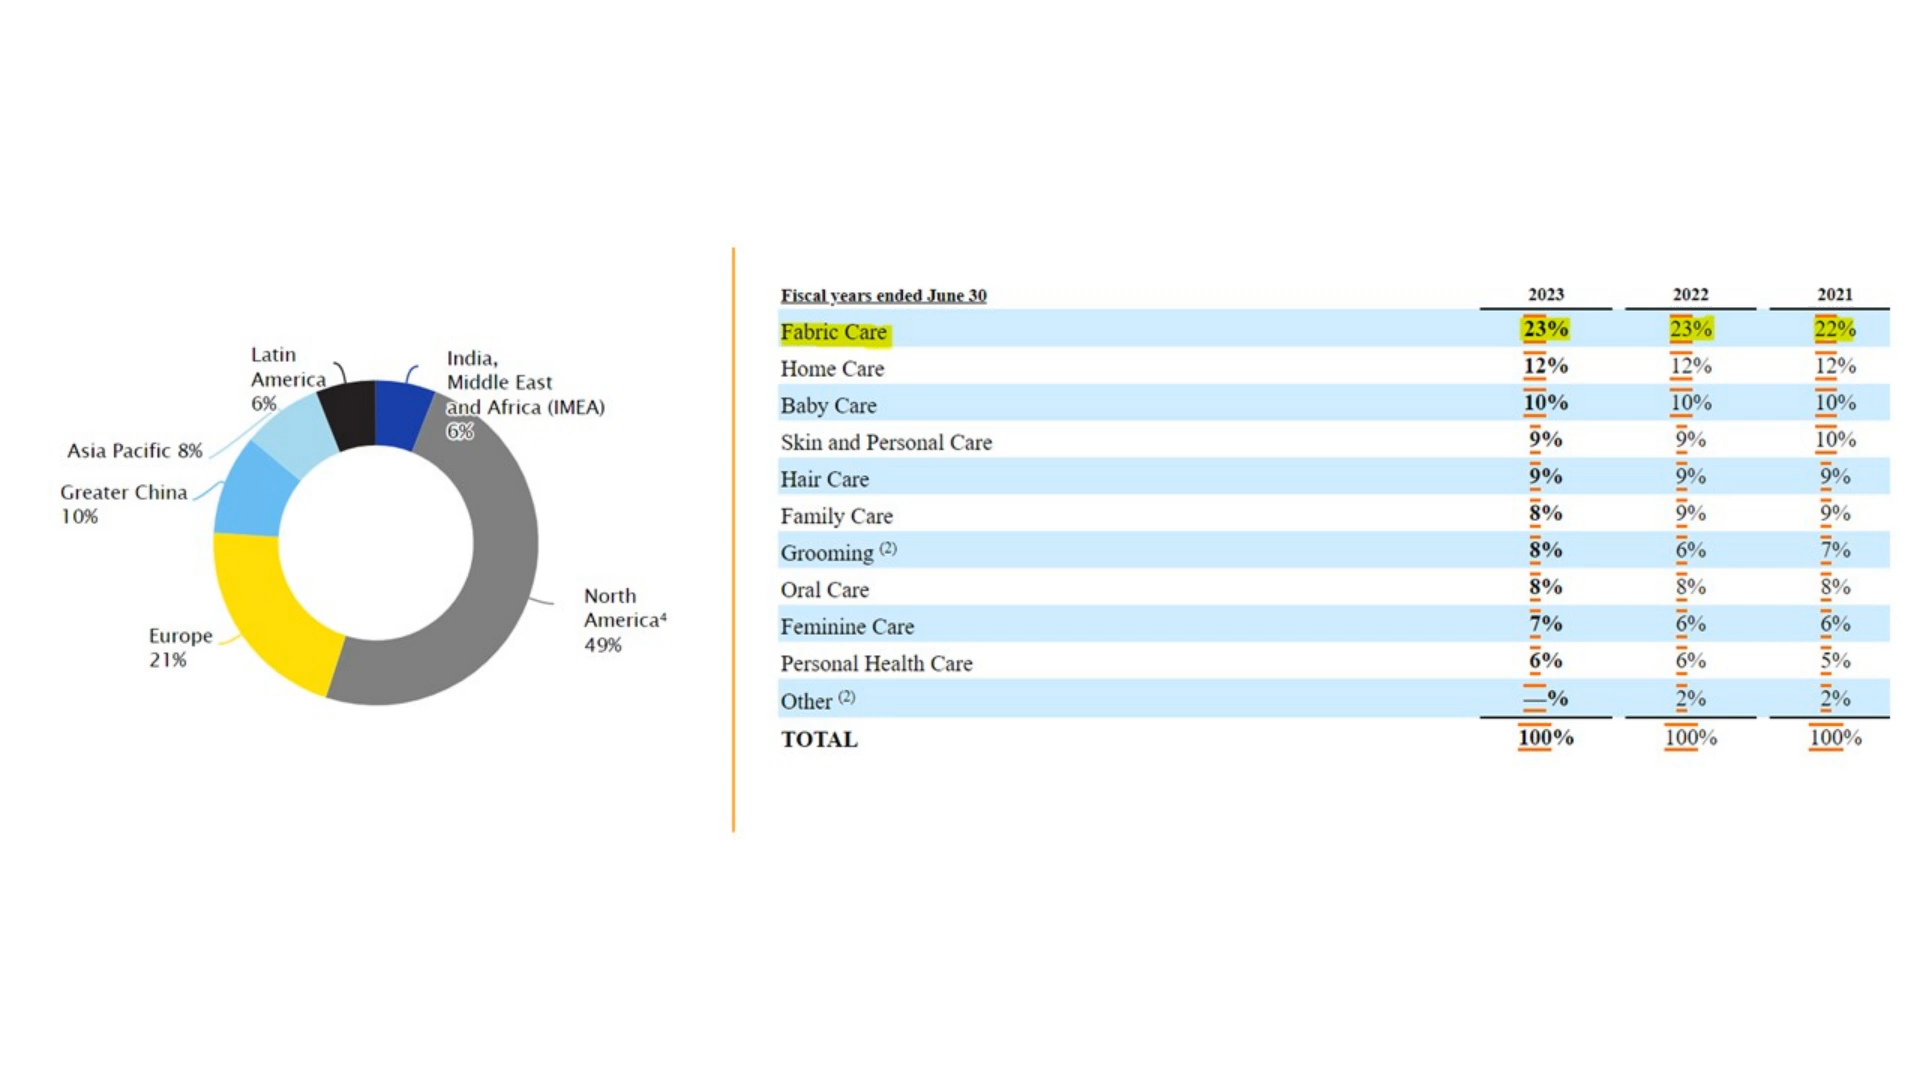 Latin
America
6%
India,
Middle East
and Africa (IMEA)
6%
Asia Pacific 8%
Greater China
10%
Europe
21%
North
America⁴
49%
Fiscal years ended June 30 2023 2022 2021
Fabric Care 23% 23% 22%
Home Care 12% 12% 12%
Baby Care 10% 10% 10%
Skin and Personal Care 9% 9% 10%
Hair Care 9% 9% 9%
Family Care 8% 9% 9%
Grooming (2) 8% 6% 7%
Oral Care 8% 8% 8%
Feminine Care 7% 6% 6%
Personal Health Care 6% 6% 5%
Other (2) —% 2% 2%
TOTAL 100% 100% 100%